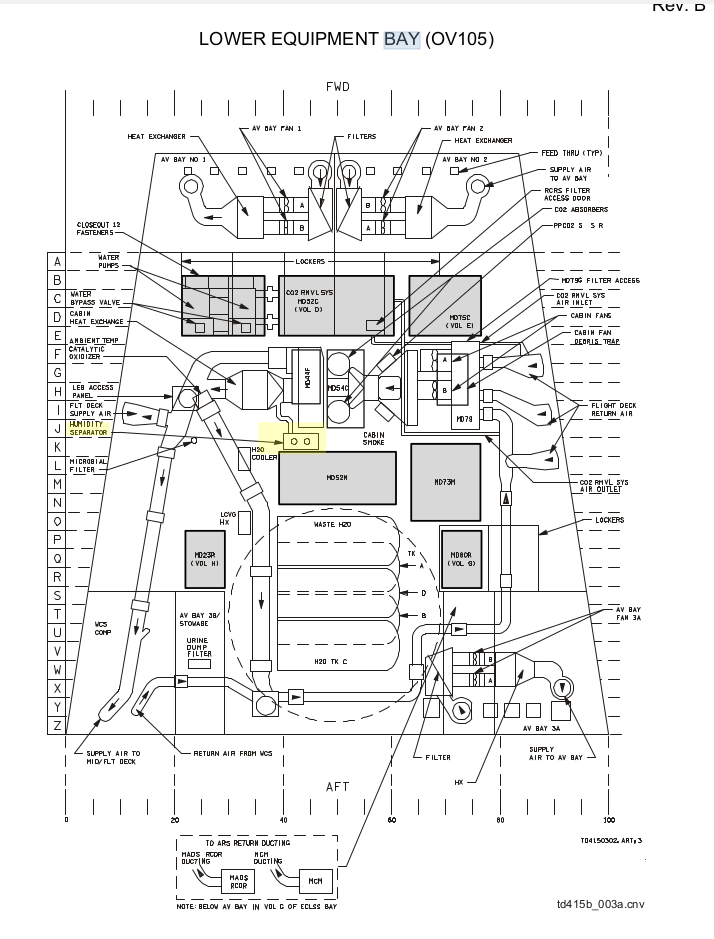 Rev. B
LOWER EQUIPMENT BAY (OV105)
FWD
AV BAY FAN 1
FILTERS
AV BAY FAN 2
HEAT EXCHANGER
HEAT EXCHANGER
AV BAY NO 1
AV BAY NO 2
FEED THRU (TYP)
SUPPLY AIR
TO AV BAY
RCRS FILTER
ACCESS DOOR
CO2 ABSORBERS
PPCO2 S S R
A
B
B
A
CLOSEOUT 12
FASTENERS
WATER
PUMPS
LOCKERS
WATER
BYPASS VALVE
CABIN
HEAT EXCHANGE
CO2 RMVL SYS
MD52C
(VOL D)
MD75C
(VOL E)
MD79G FILTER ACCESS
CO2 RMVL SYS
AIR INLET
CABIN FANS
CABIN FAN
DEBRIS TRAP
AMBIENT TEMP
CATALYTIC
OXIDIZER
LEB ACCESS
PANEL
FLT DECK
SUPPLY AIR
HUMIDITY
SEPARATOR
MICROBIAL
FILTER
MD44F
MD54G
A
B
MD79
FLIGHT DECK
RETURN AIR
CABIN
SMOKE
H2O
COOLER
MD52M
MD73M
CO2 RMVL SYS
AIR OUTLET
LCVG
HX
WASTE H2O
LOCKERS
MD23R
(VOL H)
MD80R
(VOL G)
TK
A
D
B
WCS
COMP
AV BAY 3B/
STOWAGE
URINE
DUMP
FILTER
H2O TK C
AV BAY
FAN 3A
B
A
AV BAY 3A
SUPPLY AIR TO
MID/FLT DECK
RETURN AIR FROM WCS
FILTER
HX
SUPPLY
AIR TO AV BAY
A
B
C
D
E
F
G
H
I
J
K
L
M
N
O
P
Q
R
S
T
U
V
W
X
Y
Z
AFT
0
20
40
60
80
100
TO ARS RETURN DUCTING
MADS RCDR
DUCTING
MCM
DUCTING
MADS
RCDR
MCM
NOTE: BELOW AV BAY IN VOL G OF ECLSS BAY
TD4150302. ART; 3
td415b_003a.cnv